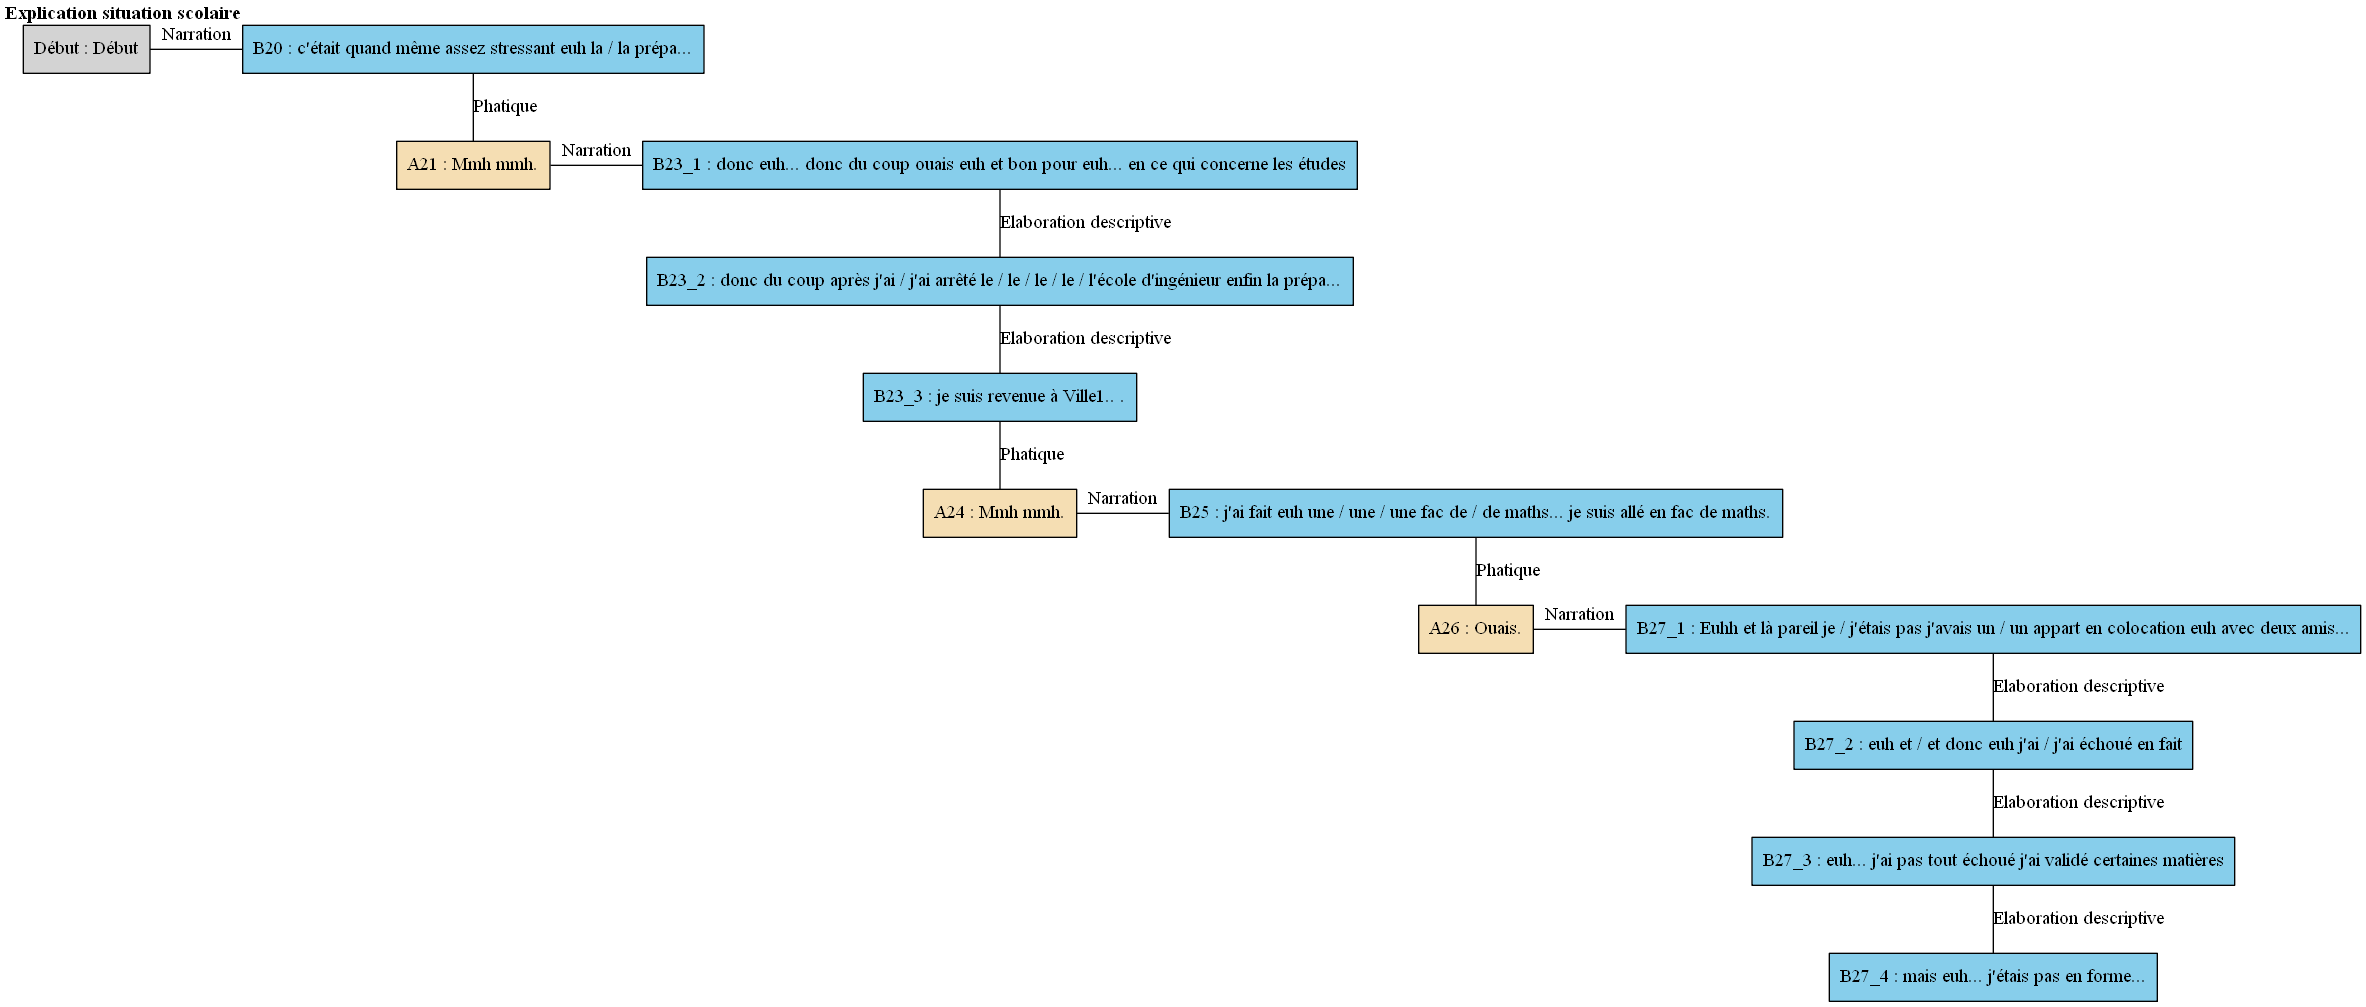 Explication situation scolaire
Début : Début
Narration
B20 : c'était quand même assez stressant euh la / la prépa...
Phatique
A21 : Mmh mmh.
Narration
B23_1 : donc euh... donc du coup ouais euh et bon pour euh... en ce qui concerne les études
Elaboration descriptive
B23_2 : donc du coup après j'ai / j'ai arrêté le / le / le / le / l'école d'ingénieur enfin la prépa...
Elaboration descriptive
B23_3 : je suis revenue à Ville1.. .
Phatique
A24 : Mmh mmh.
Narration
B25 : j'ai fait euh une / une / une fac de / de maths... je suis allé en fac de maths.
Phatique
A26 : Ouais.
Narration
B27_1 : Euhh et là pareil je / j'étais pas j'avais un / un appart en colocation euh avec deux amis...
Elaboration descriptive
B27_2 : euh et / et donc euh j'ai / j'ai échoué en fait
Elaboration descriptive
B27_3 : euh... j'ai pas tout échoué j'ai validé certaines matières
Elaboration descriptive
B27_4 : mais euh... j'étais pas en forme...